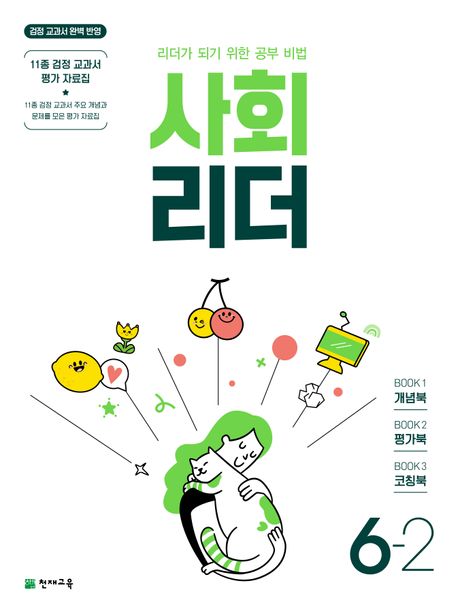 검정 교과서 완벽 반영
11종 검정 교과서
평가 자료집
11종 검정 교과서 주요 개념과
문제를 모은 평가 자료집
리더가 되기 위한 공부 비법
사회
리더
BOOK 1
개념북
BOOK 2
평가북
BOOK 3
코칭북
6-2
천재교육